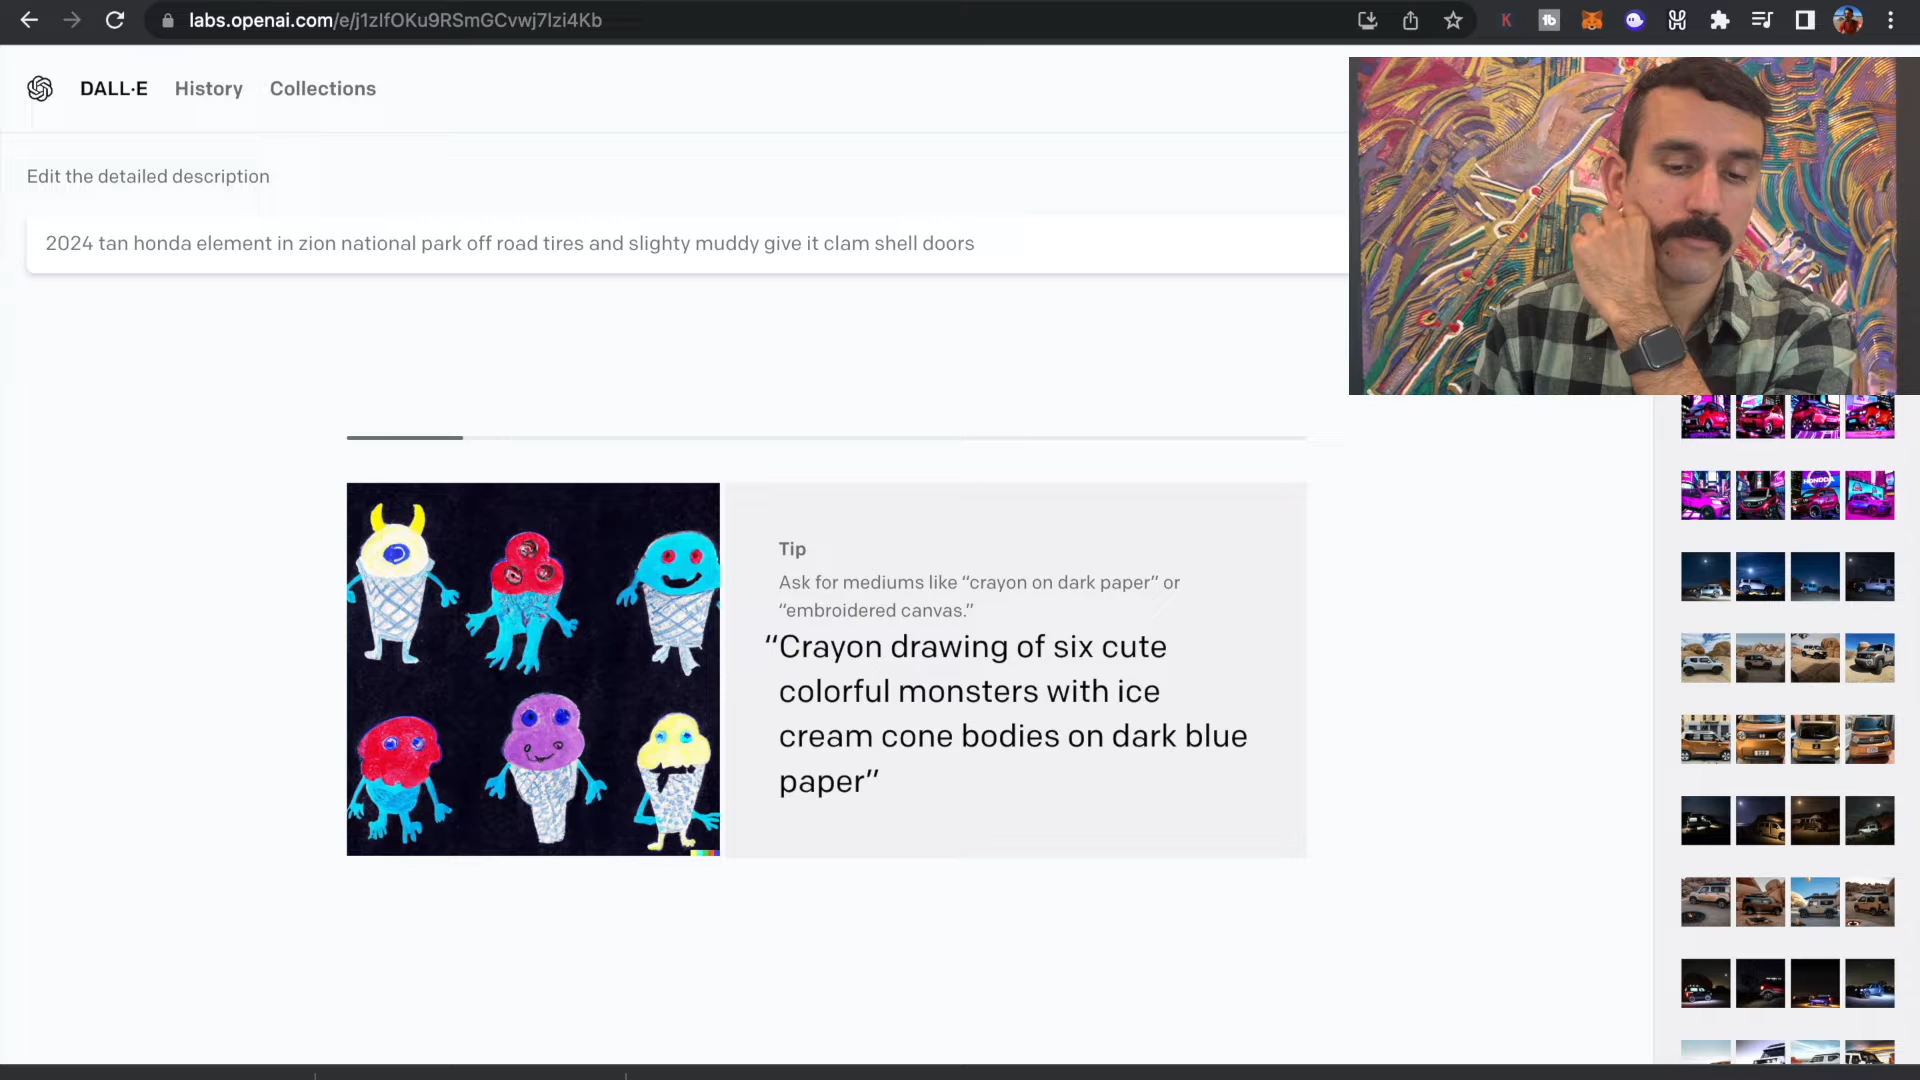 labs.openai.com/e/j1zlfOKu9RSmGCvwj7lzi4Kb
DALL·E History Collections
Edit the detailed description
2024 tan honda element in zion national park off road tires and slighty muddy give it clam shell doors
Tip
Ask for mediums like “crayon on dark paper” or
“embroidered canvas.”
“Crayon drawing of six cute
colorful monsters with ice
cream cone bodies on dark blue
paper”